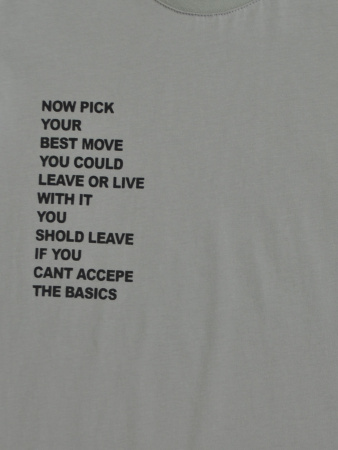 NOW PICK
YOUR
BEST MOVE
YOU COULD
LEAVE OR LIVE
WITH IT
YOU
SHOLD LEAVE
IF YOU
CANT ACCEPE
THE BASICS